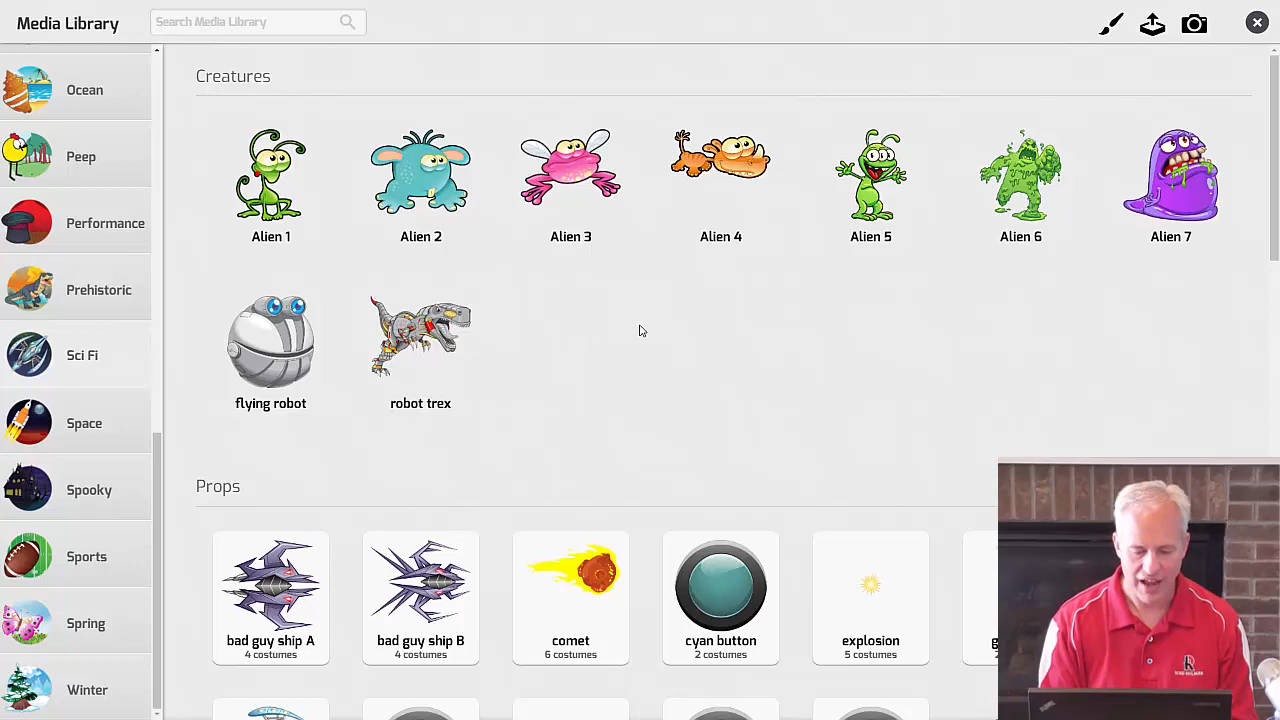 Media Library
Search Media Library
Ocean
Peep
Performance
Prehistoric
Sci Fi
Space
Spooky
Sports
Spring
Winter
Creatures
Alien 1
Alien 2
Alien 3
Alien 4
Alien 5
Alien 6
Alien 7
flying robot
robot trex
Props
bad guy ship A
4 costumes
bad guy ship B
4 costumes
comet
6 costumes
cyan button
2 costumes
explosion
5 costumes